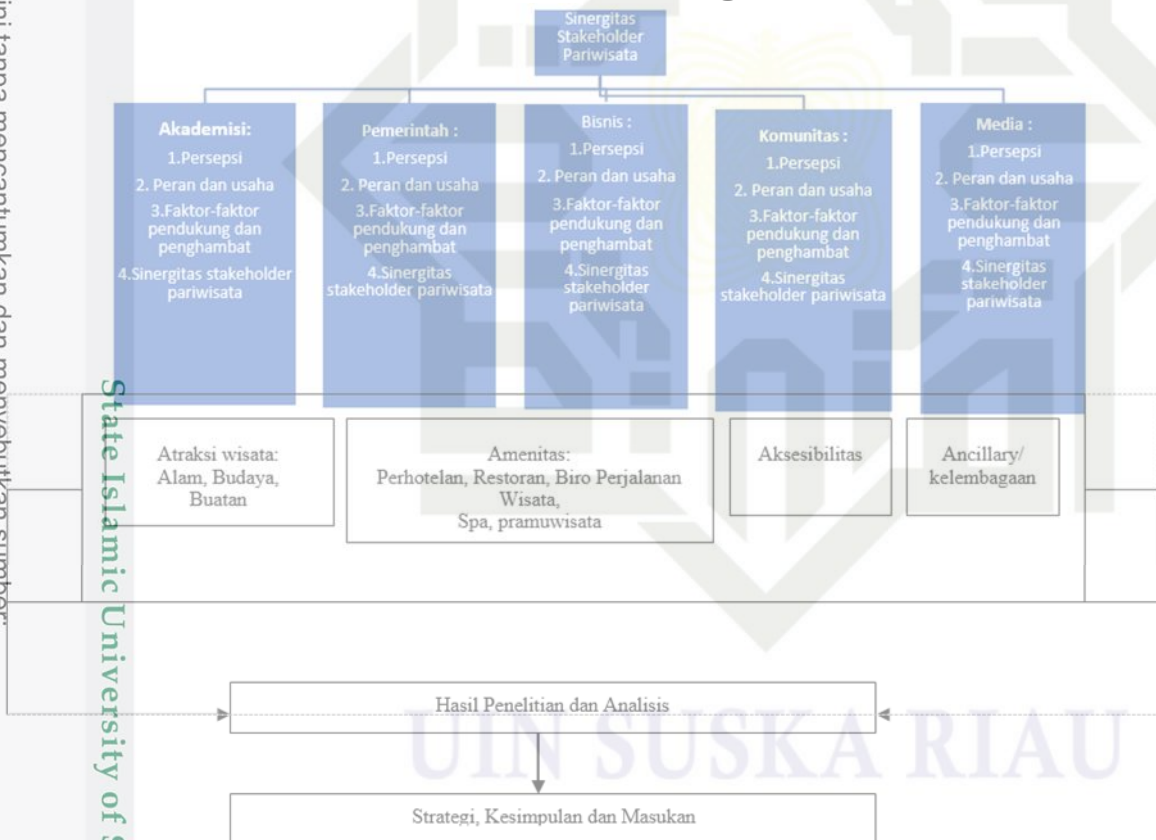 Sinergitas
Stakeholder
Pariwisata
Akademisi:
1.Persepsi
2. Peran dan usaha
3.Faktor-faktor
pendukung dan
penghambat
4.Sinergitas stakeholder
pariwisata
Pemerintah :
1.Persepsi
2. Peran dan usaha
3.Faktor-faktor
pendukung dan
penghambat
4.Sinergitas
stakeholder pariwisata
Bisnis :
1.Persepsi
2. Peran dan usaha
3.Faktor-faktor
pendukung dan
penghambat
4.Sinergitas
stakeholder
pariwisata
Komunitas :
1.Persepsi
2. Peran dan usaha
3.Faktor-faktor
pendukung dan
penghambat
4.Sinergitas
stakeholder pariwisata
Media :
1.Persepsi
2. Peran dan usaha
3.Faktor-faktor
pendukung dan
penghambat
4.Sinergitas
stakeholder
pariwisata
Atraksi wisata:
Alam, Budaya,
Buatan
Amenitas:
Perhotelan, Restoran, Biro Perjalanan
Wisata,
Spa, pramuwisata
Aksesibilitas
Ancillary/
kelembagaan
Hasil Penelitian dan Analisis
Strategi, Kesimpulan dan Masukan
UIN SUSKA RIAU
State Islamic University of
tanpa mencantumkan dan menyebutkan sumber: